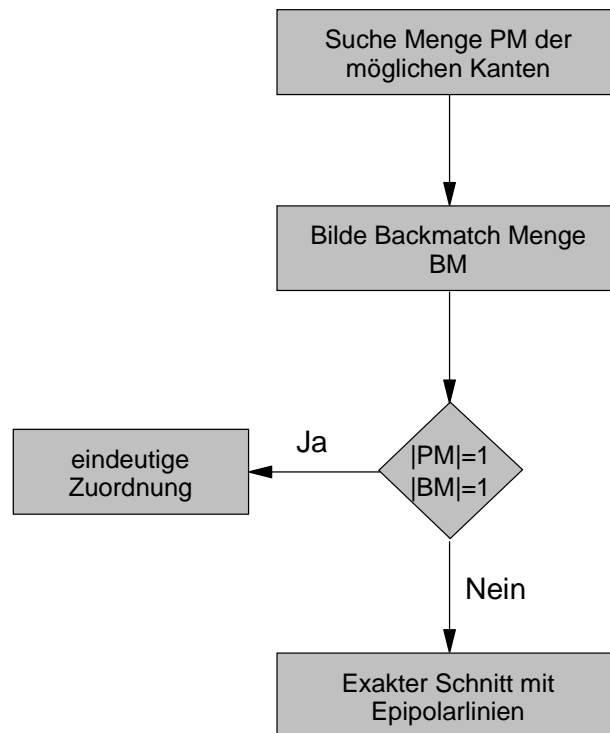 Suche Menge PM der
möglichen Kanten
Bilde Backmatch Menge
BM
Ja
eindeutige
Zuordnung
|PM|=1
|BM|=1
Nein
Exakter Schnitt mit
Epipolarlinien